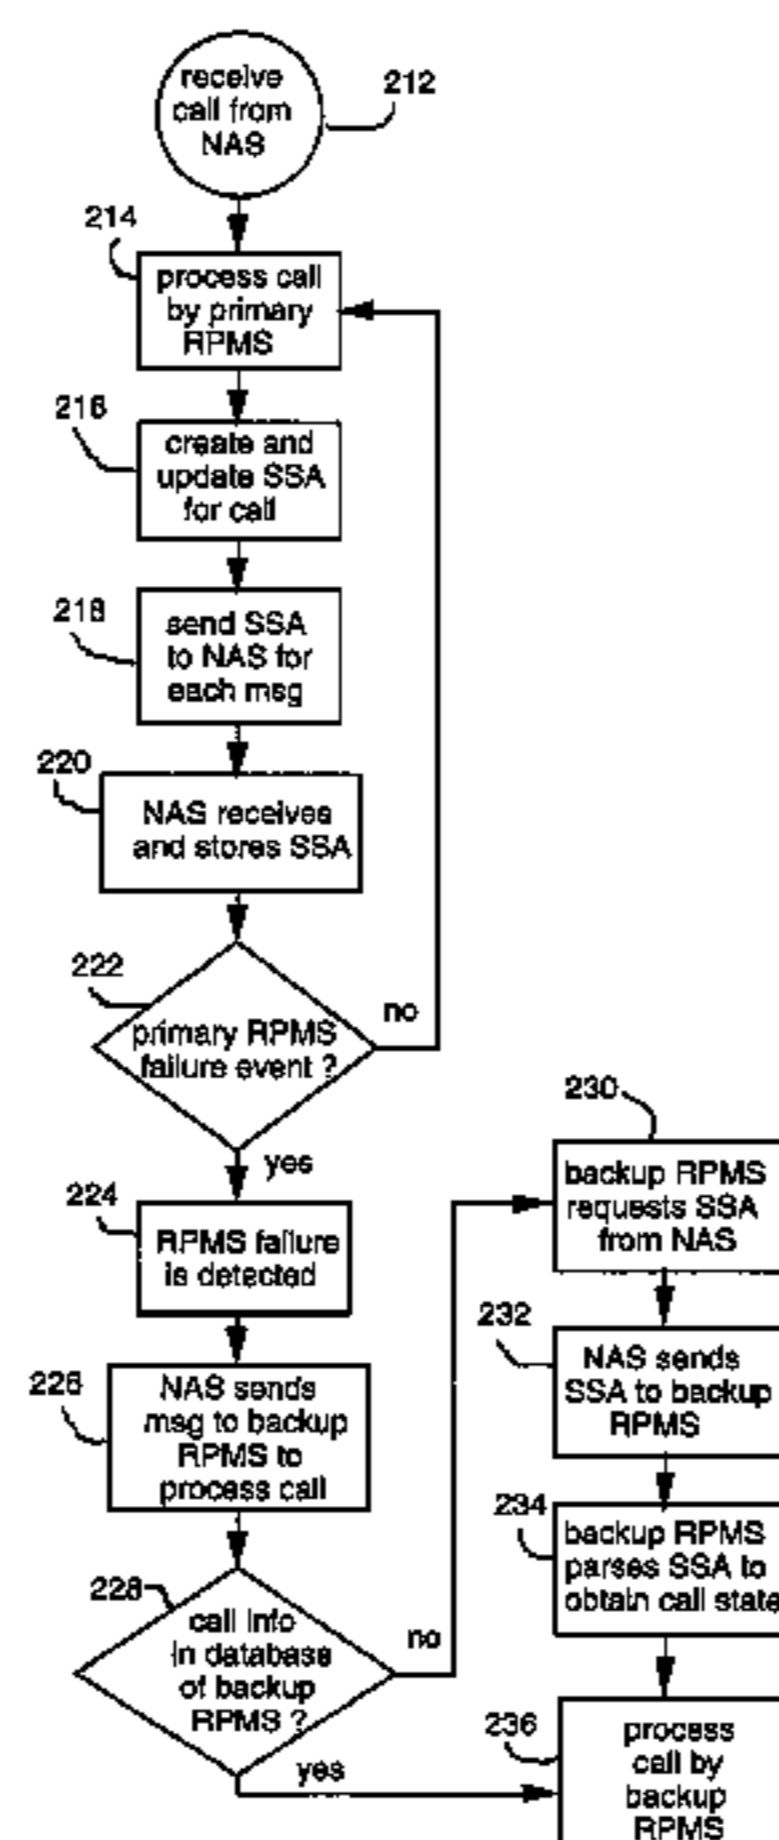 receive
call from
NAS
212
214
process call
by primary
RPMS
216
create and
update SSA
for call
218
send SSA
to NAS for
each msg
220
NAS receives
and stores SSA
222
primary RPMS
failure event ?
no
yes
224
RPMS failure
is detected
226
NAS sends
msg to backup
RPMS to
process call
228
call info
in database
of backup
RPMS ?
no
yes
230
backup RPMS
requests SSA
from NAS
232
NAS sends
SSA to backup
RPMS
234
backup RPMS
parses SSA to
obtain call state
236
process
call by
backup
RPMS